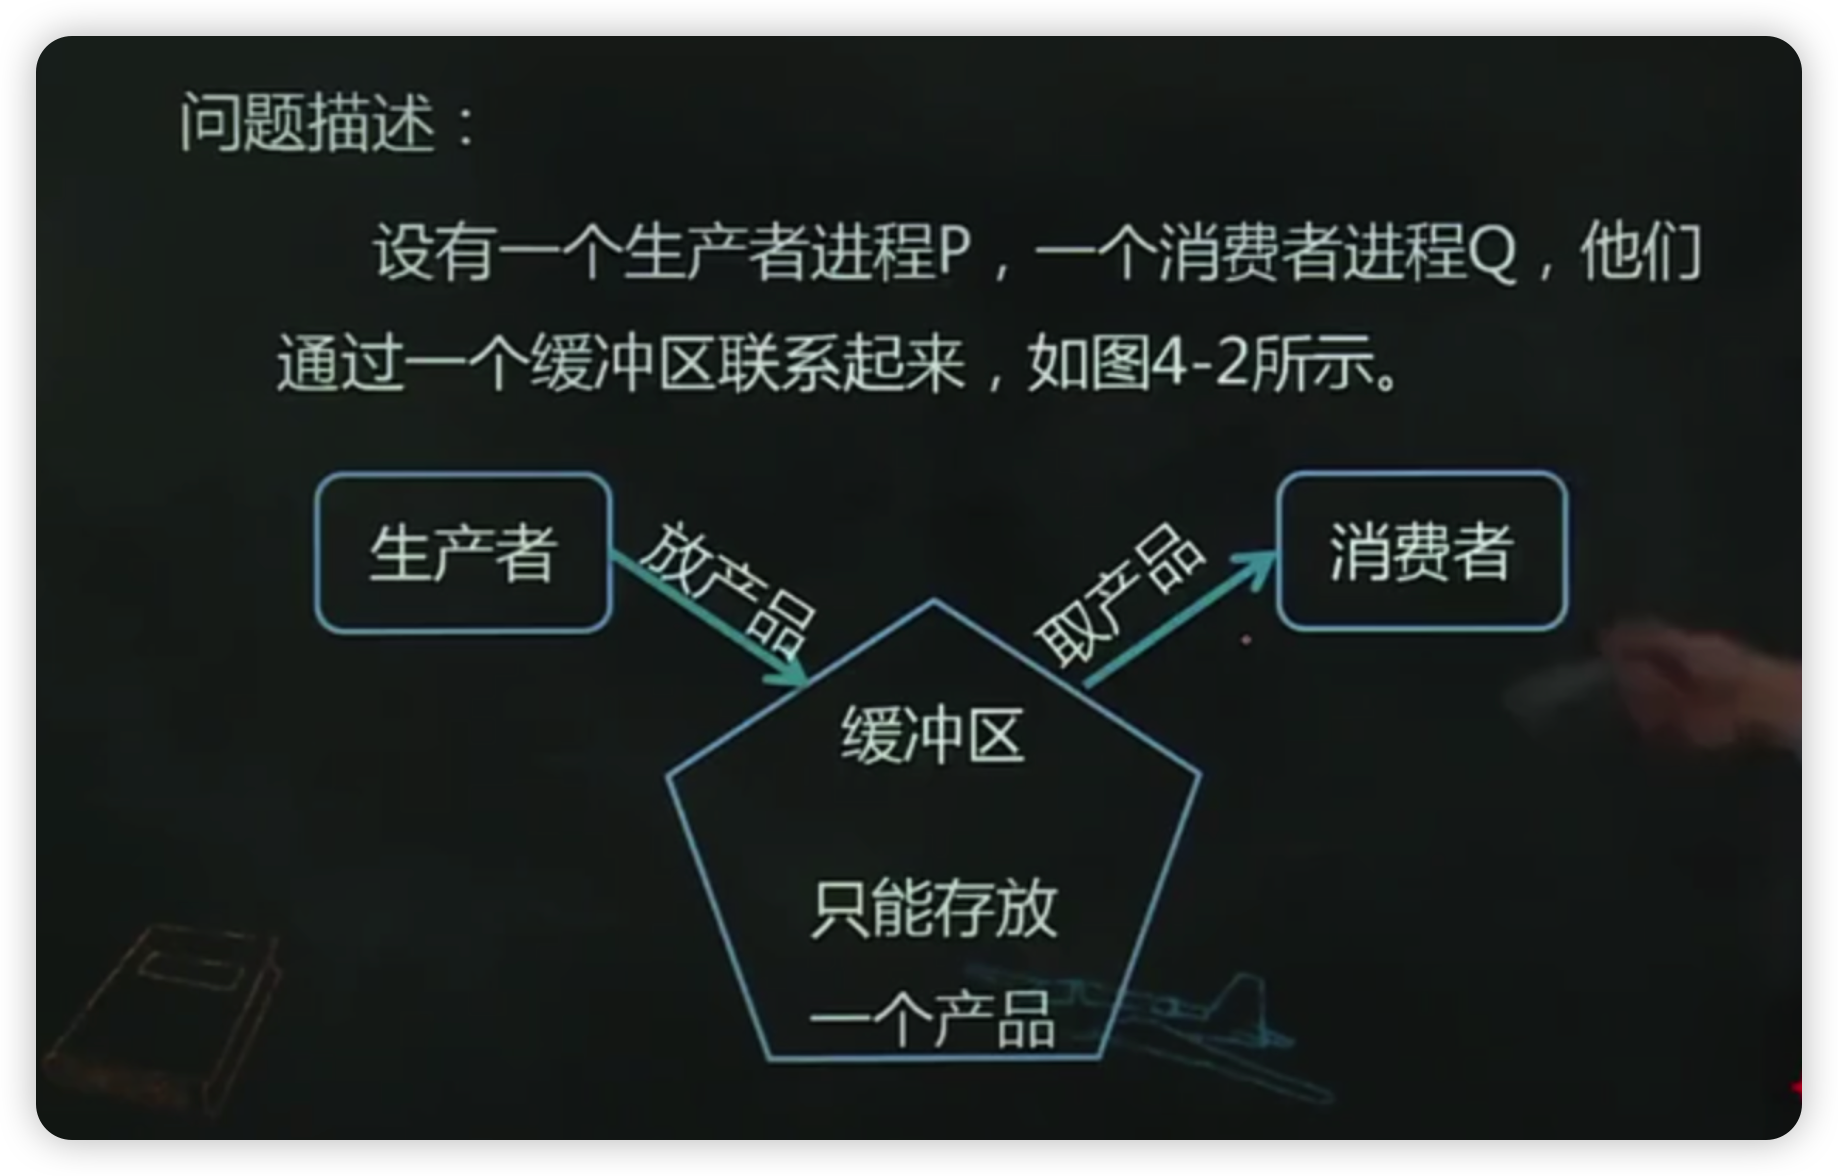 问题描述：
设有一个生产者进程P，一个消费者进程Q，他们
通过一个缓冲区联系起来，如图4-2所示。
生产者
放产品
取产品
消费者
缓冲区
只能存放
一个产品